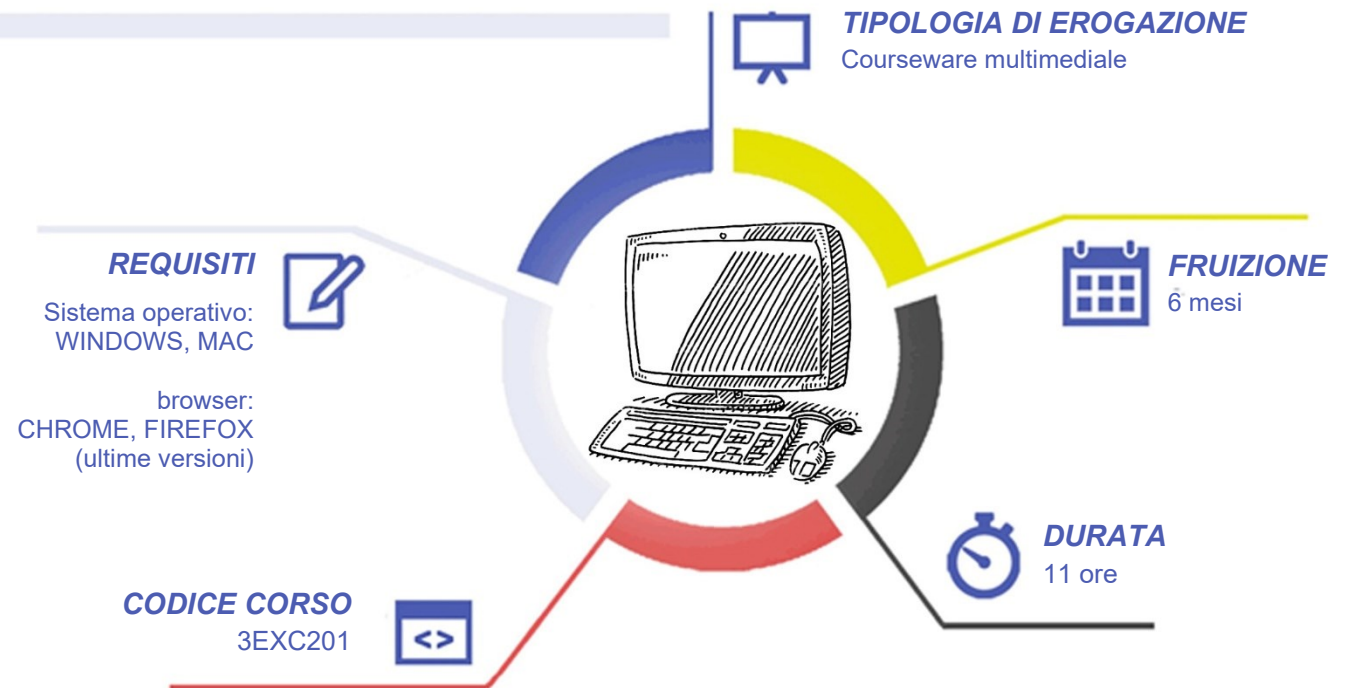 TIPOLOGIA DI EROGAZIONE
Courseware multimediale
REQUISITI
Sistema operativo:
WINDOWS, MAC
browser:
CHROME, FIREFOX
(ultime versioni)
FRUIZIONE
6 mesi
DURATA
11 ore
CODICE CORSO
3EXC201
<>